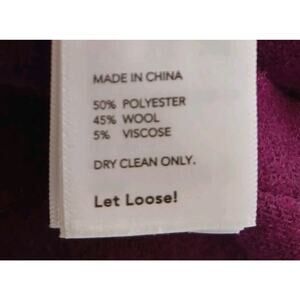 MADE IN CHINA
50% POLYESTER
45% WOOL
5% VISCOSE
DRY CLEAN ONLY.
Let Loose!